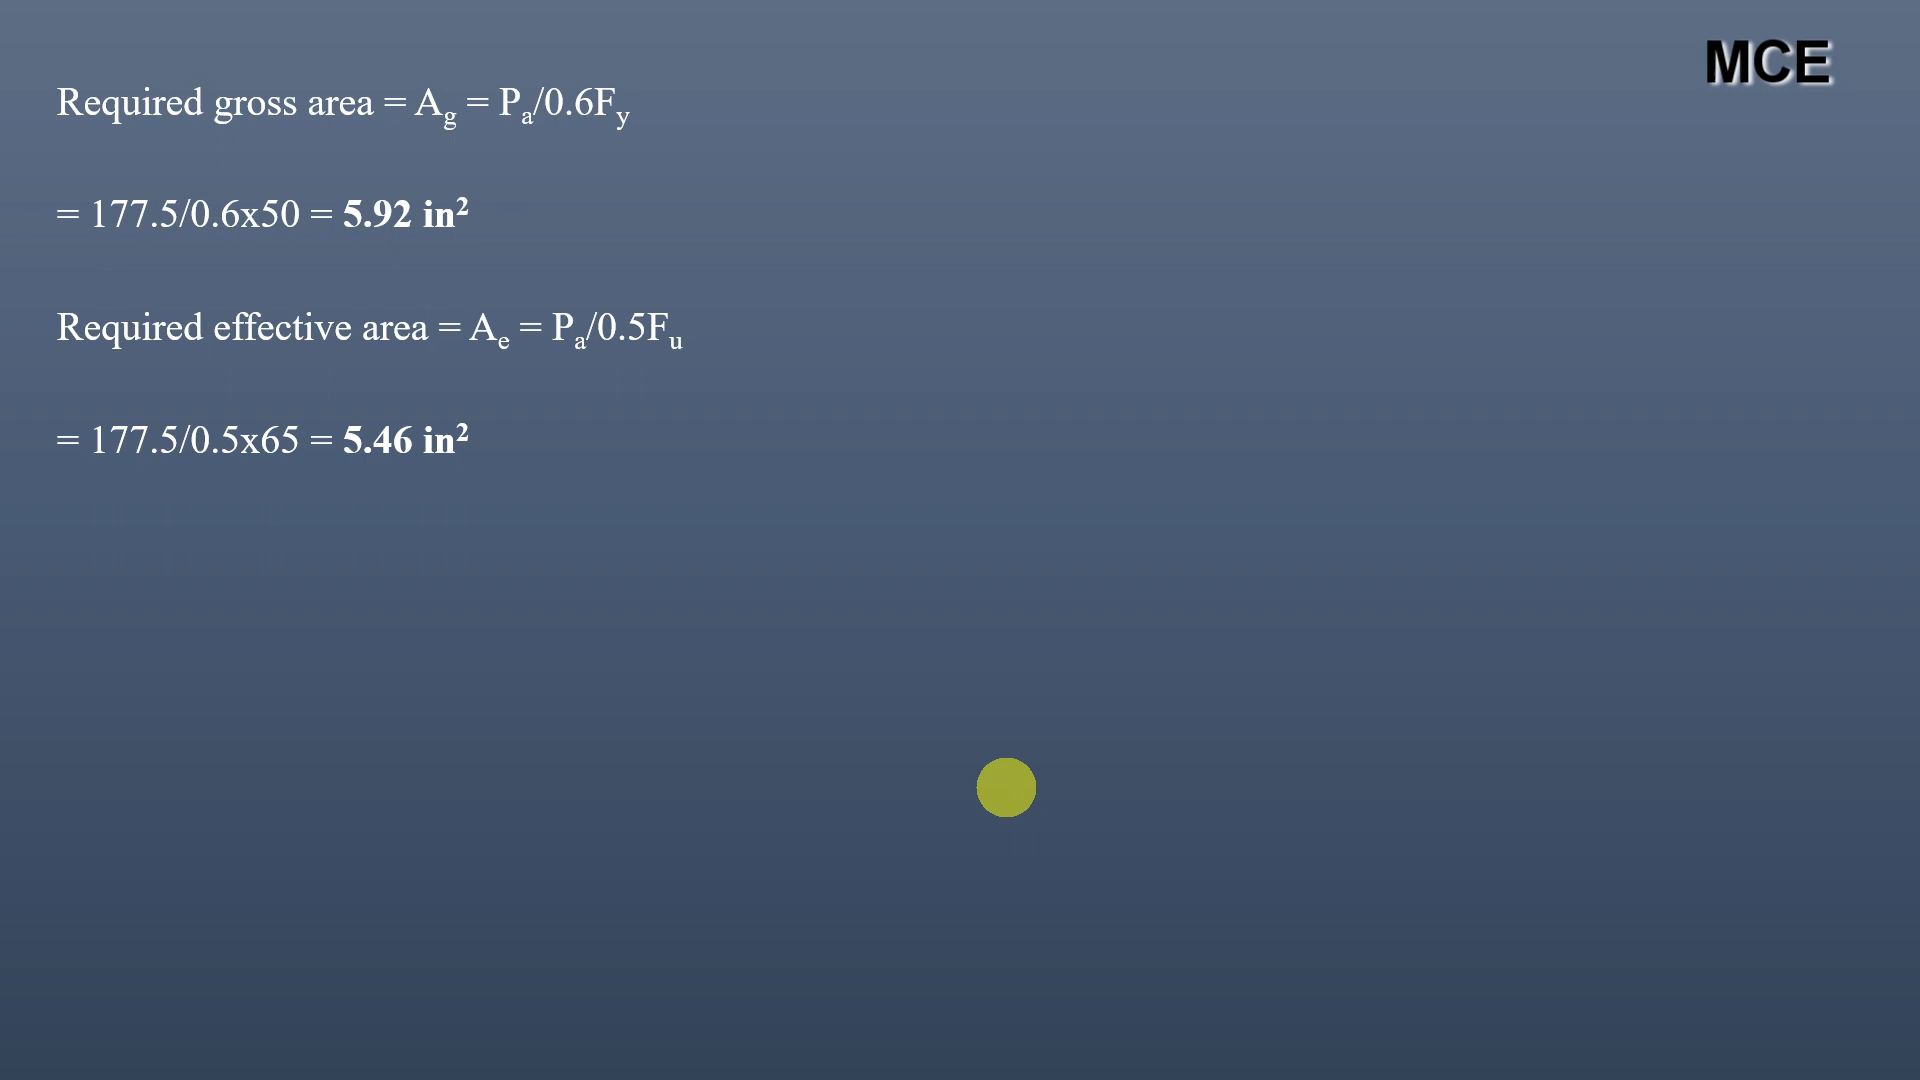 MCE
Required gross area = Ag = Pa/0.6Fy
= 177.5/0.6x50 = 5.92 in²
Required effective area = Ae = Pa/0.5Fu
= 177.5/0.5x65 = 5.46 in²